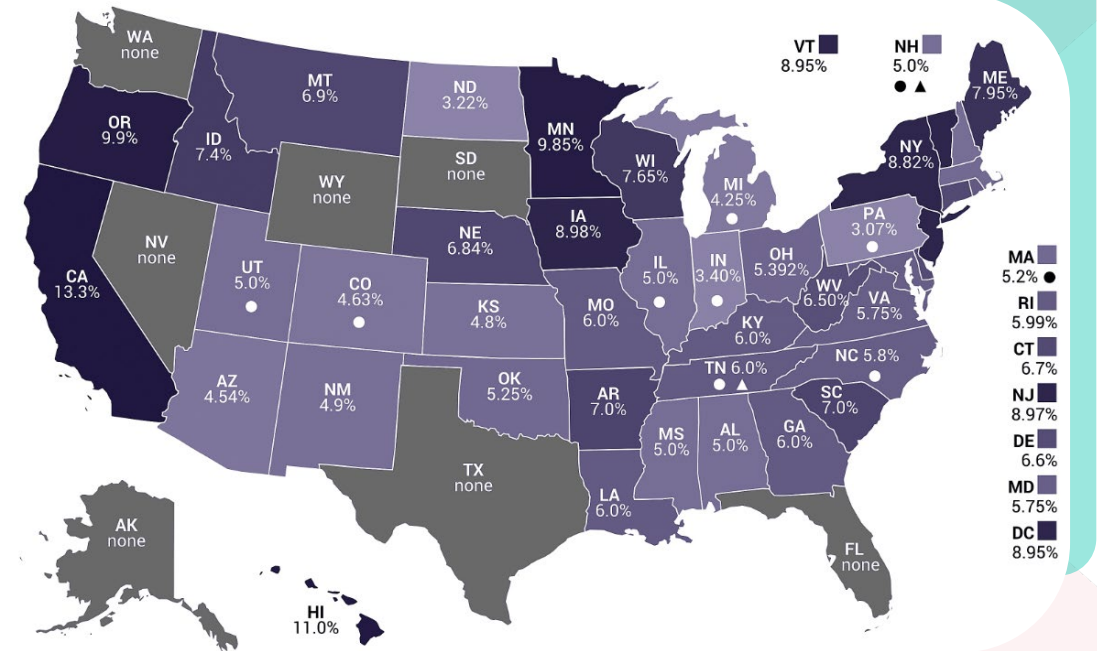 WA
none
OR
9.9%
CA
13.3%
NV
none
ID
7.4%
MT
6.9%
WY
none
UT
5.0%
AZ
4.54%
CO
4.63%
NM
4.9%
ND
3.22%
SD
none
NE
6.84%
KS
4.8%
OK
5.25%
TX
none
MN
9.85%
IA
8.98%
MO
6.0%
AR
7.0%
LA
6.0%
WI
7.65%
IL
5.0%
MI
4.25%
IN
3.40%
OH
5.392%
KY
6.0%
TN 6.0%
MS
5.0%
AL
5.0%
GA
6.0%
FL
none
SC
7.0%
NC 5.8%
VA
5.75%
WV
6.50%
PA
3.07%
NY
8.82%
ME
7.95%
VT
8.95%
NH
5.0%
MA
5.2%
RI
5.99%
CT
6.7%
NJ
8.97%
DE
6.6%
MD
5.75%
DC
8.95%
AK
none
HI
11.0%